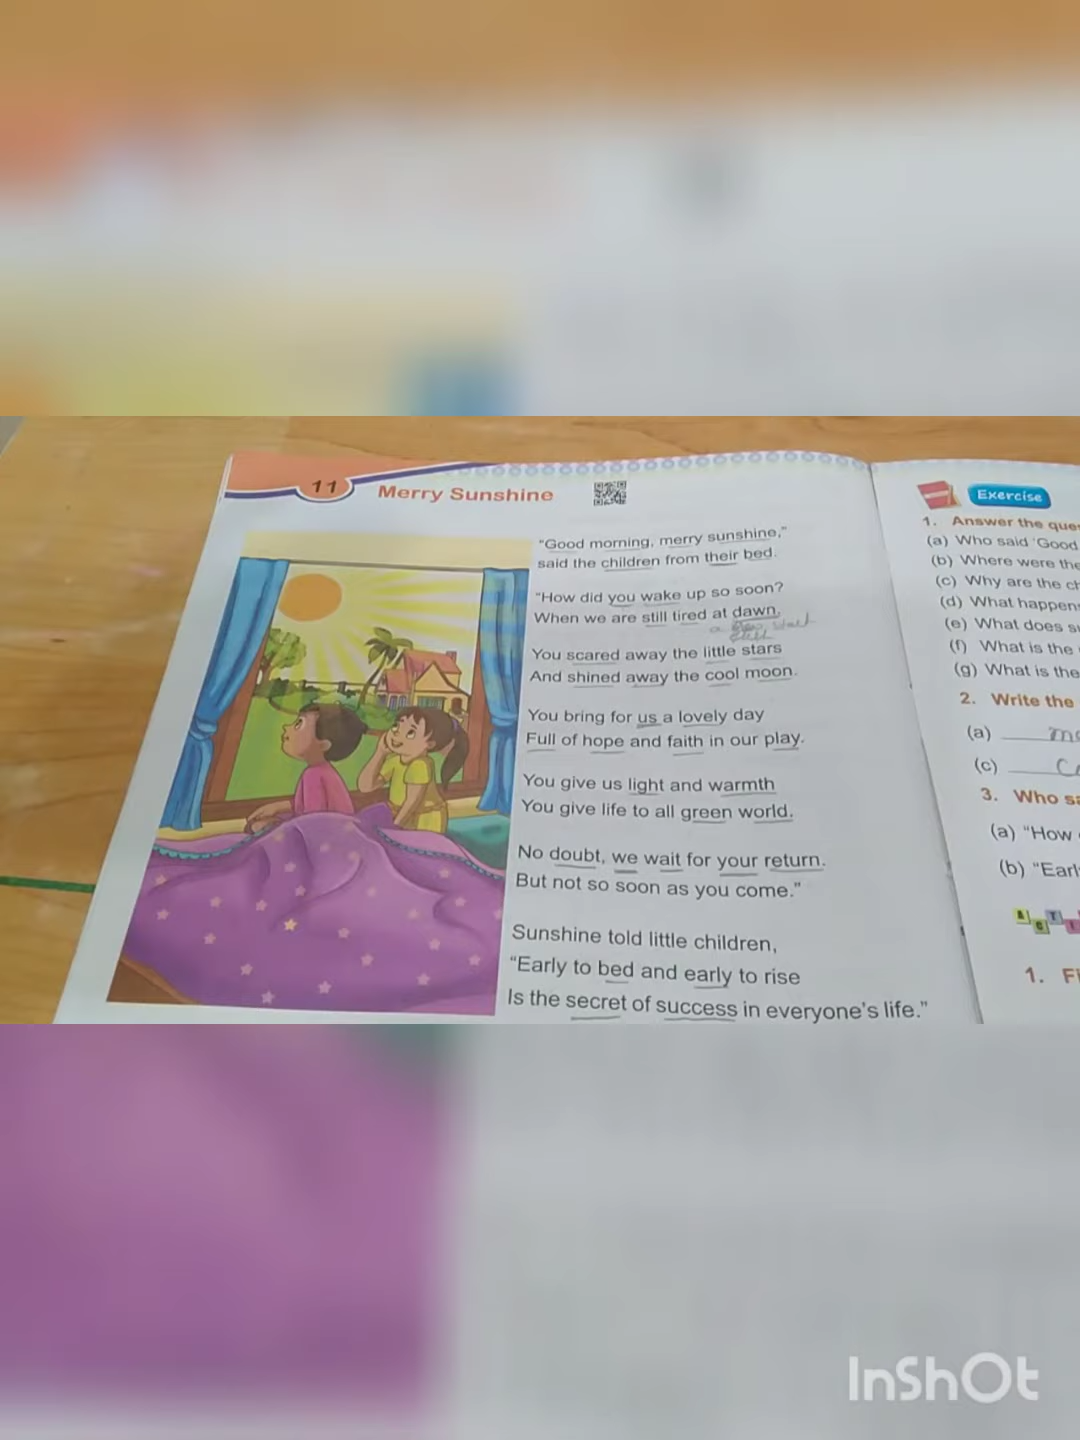 11
Merry Sunshine
"Good morning, merry sunshine,"
said the children from their bed.
"How did you wake up so soon?
When we are still tired at dawn.
You scared away the little stars
And shined away the cool moon.
You bring for us a lovely day
Full of hope and faith in our play.
You give us light and warmth
You give life to all green world.
No doubt, we wait for your return.
But not so soon as you come."
Sunshine told little children,
"Early to bed and early to rise
Is the secret of success in everyone's life."
Exercise
1. Answer the
(a) Who said 'Good
(b) Where were the
(c) Why are the
(d) What
(e) What does
(f) What is the
(g) What is the
2. Write the
(a)
(c)
3. Who
(a) "How
(b)
1.
InShOt